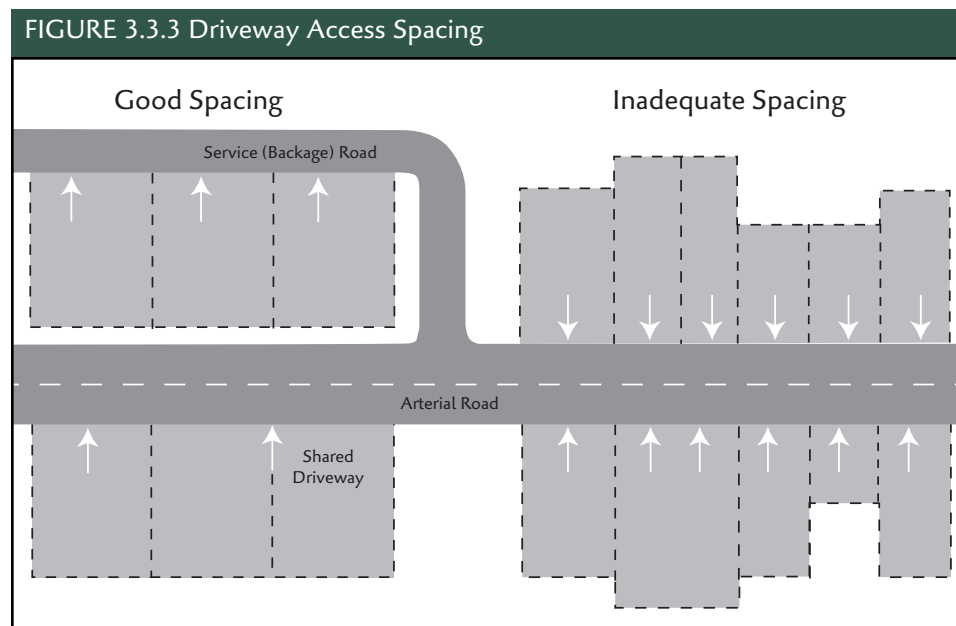 FIGURE 3.3.3 Driveway Access Spacing
Good Spacing
Inadequate Spacing
Service (Backage) Road
Arterial Road
Shared
Driveway